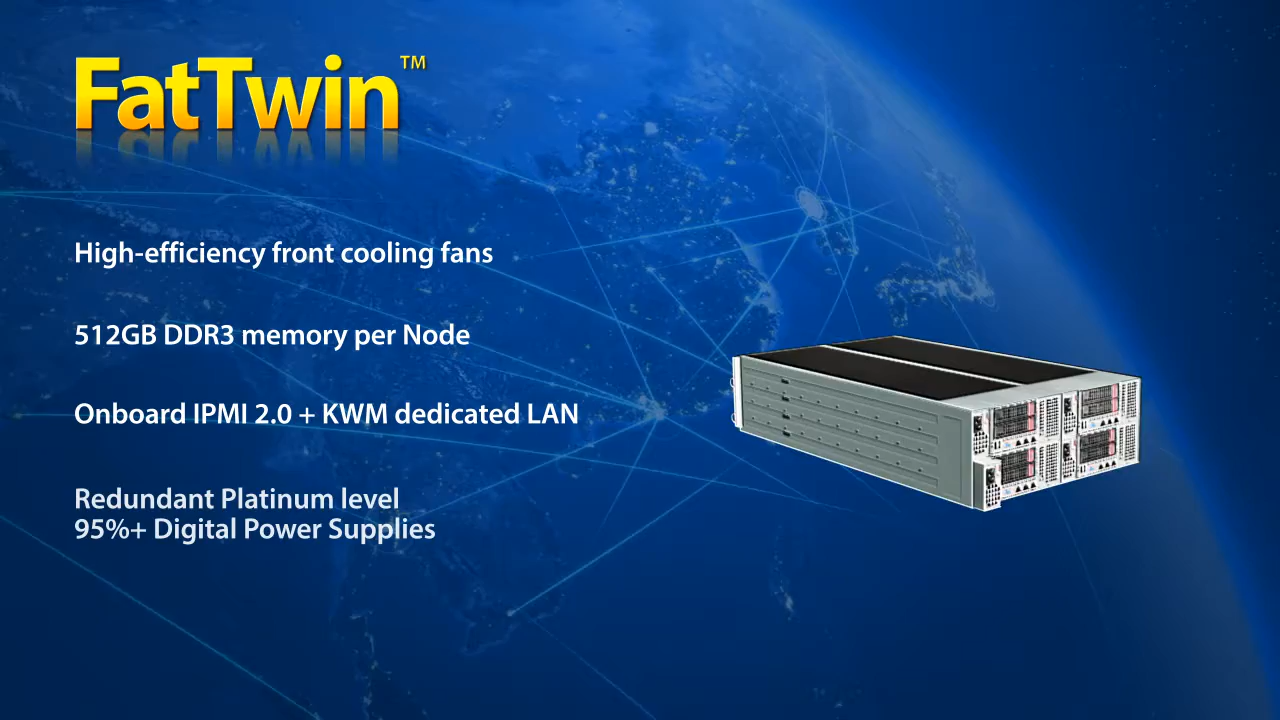 FatTwin™
High-efficiency front cooling fans
512GB DDR3 memory per Node
Onboard IPMI 2.0 + KWM dedicated LAN
Redundant Platinum level
95%+ Digital Power Supplies